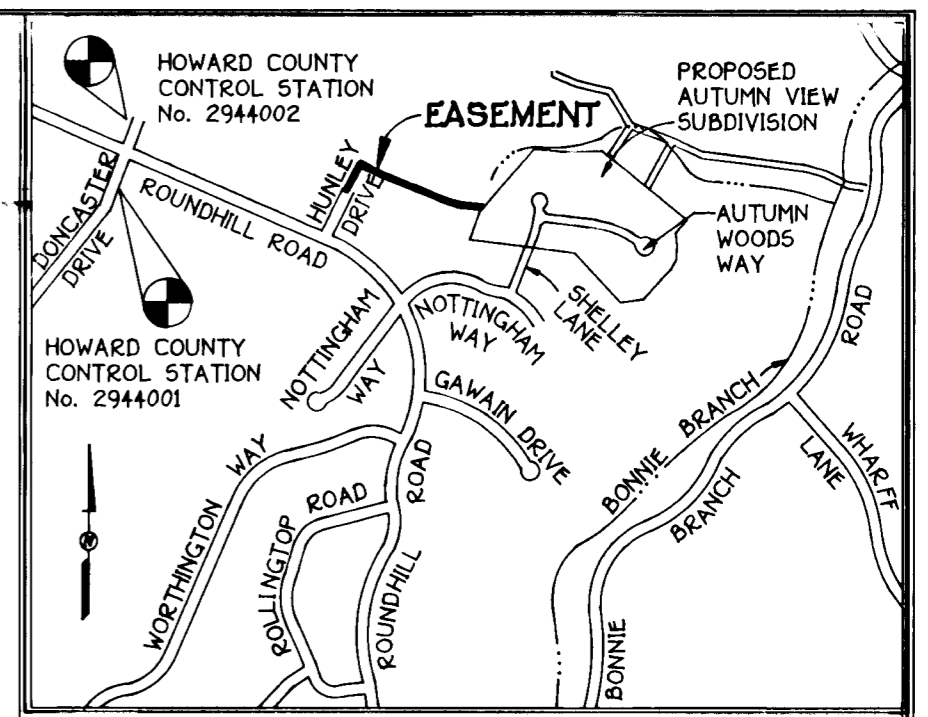 HOWARD COUNTY
CONTROL STATION
No. 2944002
EASEMENT
PROPOSED
AUTUMN VIEW
SUBDIVISION
HUNLEY
DRIVE
DONCASTER
DRIVE
ROUNDHILL ROAD
AUTUMN
WOODS
WAY
SHELLEY
LANE
NOTTINGHAM
WAY
NOTTINGHAM
WAY
HOWARD COUNTY
CONTROL STATION
No. 2944001
GAWAIN DRIVE
ROAD
BONNIE BRANCH
WHARFF
LANE
WORTHINGTON WAY
ROLLINGTOP ROAD
ROUNDHILL ROAD
BONNIE BRANCH
N